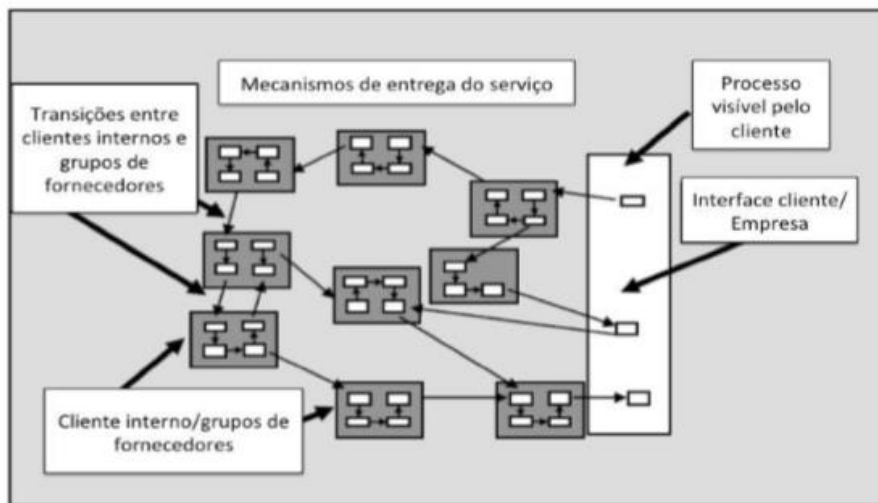 Mecanismos de entrega do serviço
Processo
visível pelo
cliente
Transições entre
clientes internos e
grupos de
fornecedores
Interface cliente/
Empresa
Cliente interno/grupos de
fornecedores